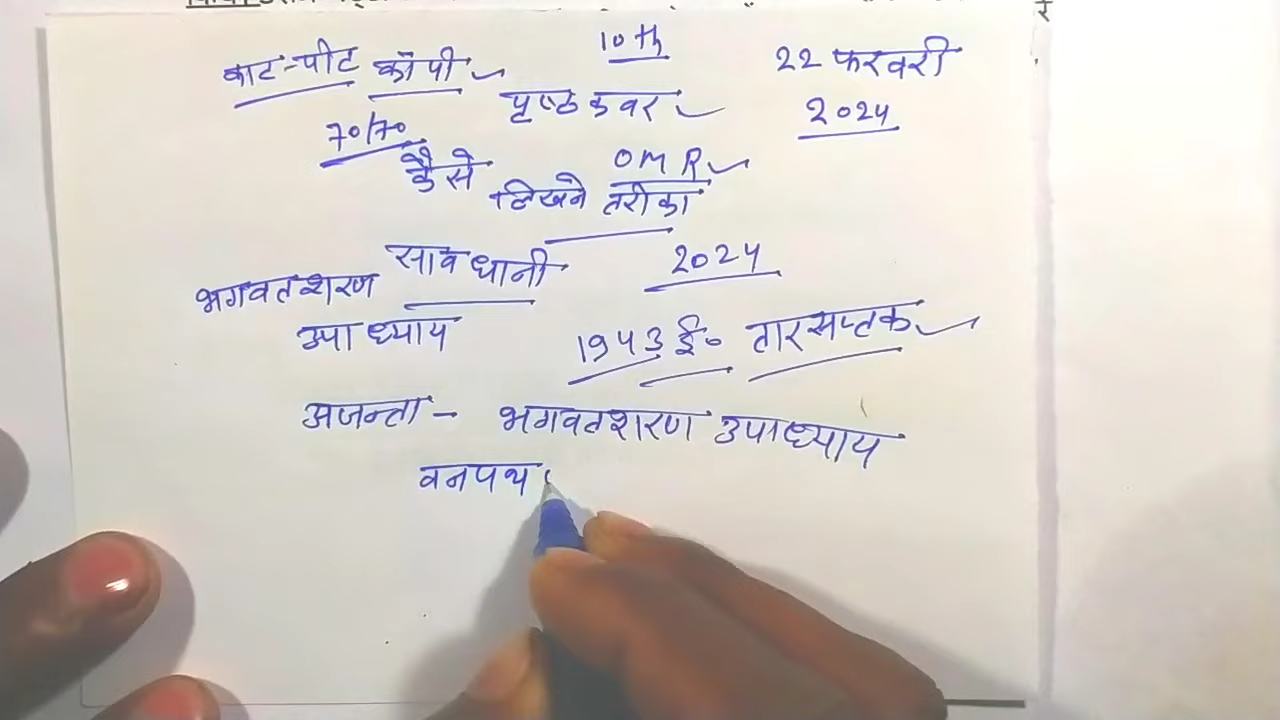 10th
काट-पीट कॉपी 22 फरवरी
पृष्ठ कवर 2024
70/70
कैसे OMR
लिखने तरीका
सावधानी 2024
भगवतशरण
उपाध्याय 1943 ई० तारसप्तक
अजन्ता - भगवतशरण उपाध्याय
वनपथ